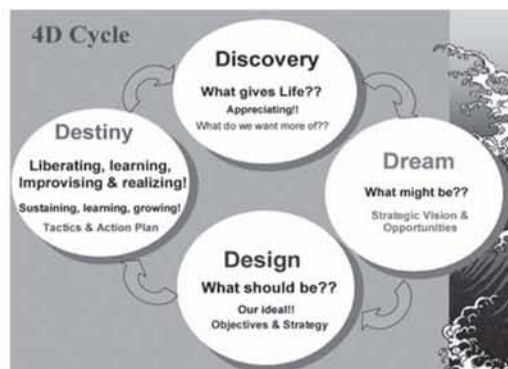 4D Cycle
Discovery
What gives Life??
Appreciating!!
What do we want more of??
Dream
What might be??
Strategic Vision &
Opportunities
Design
What should be??
Our ideal!!
Objectives & Strategy
Destiny
Liberating, learning,
Improvising & realizing!
Sustaining, learning, growing!
Tactics & Action Plan